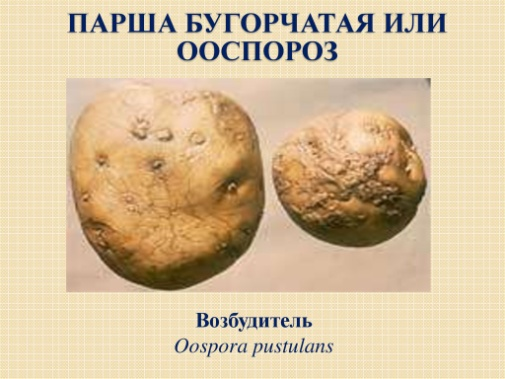 ПАРША БУГОРЧАТАЯ ИЛИ
ООСПОРОЗ
Возбудитель
Oospora pustulans